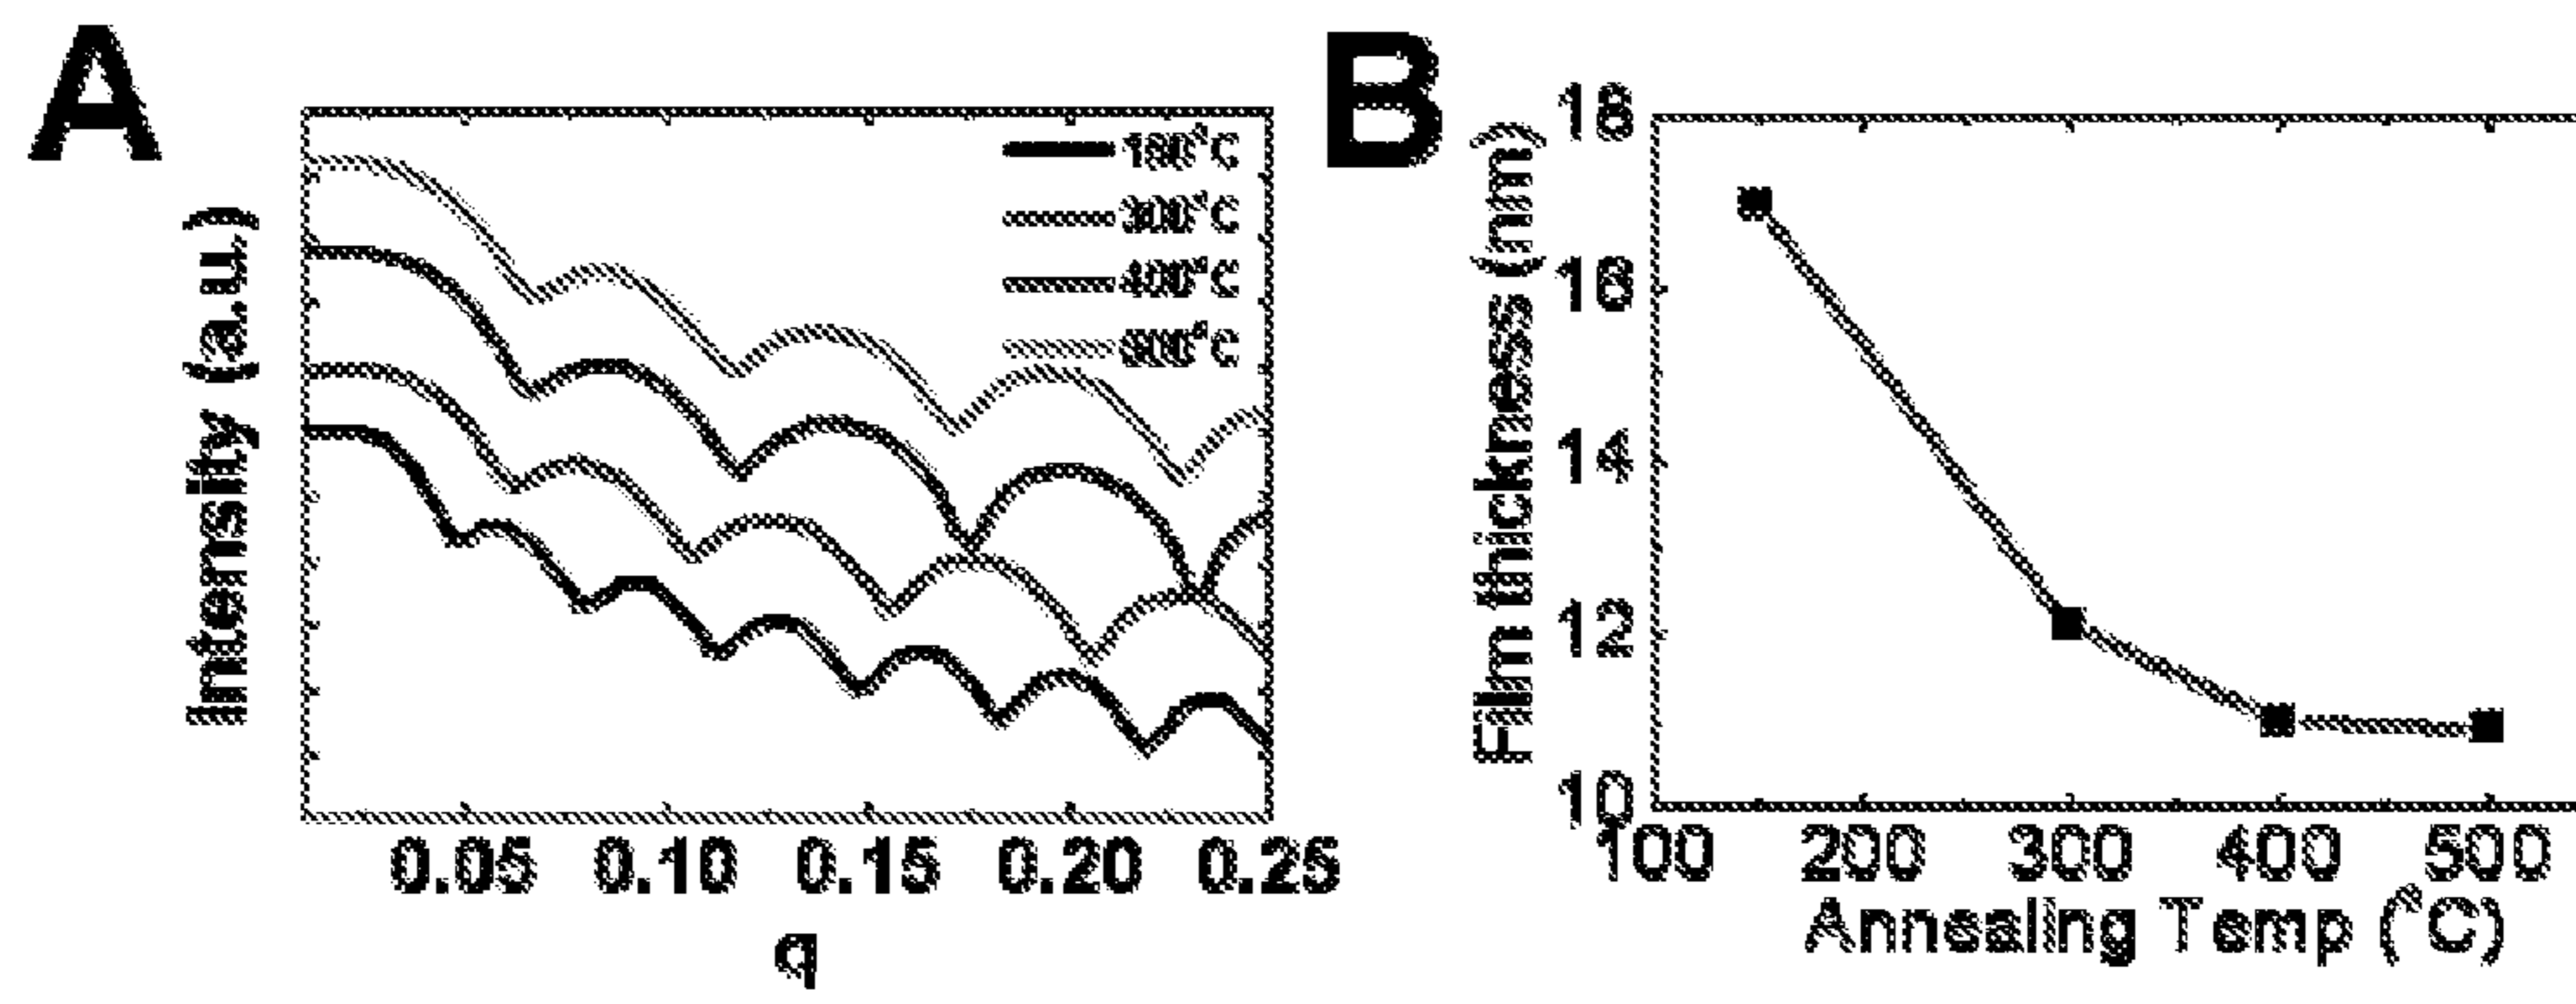 A
B
Intensity (a.u.)
300°C
400°C
0.05 0.10 0.15 0.20 0.25
q
Film thickness (nm)
18
16
14
12
10
100 200 300 400 500
Annealing Temp (°C)